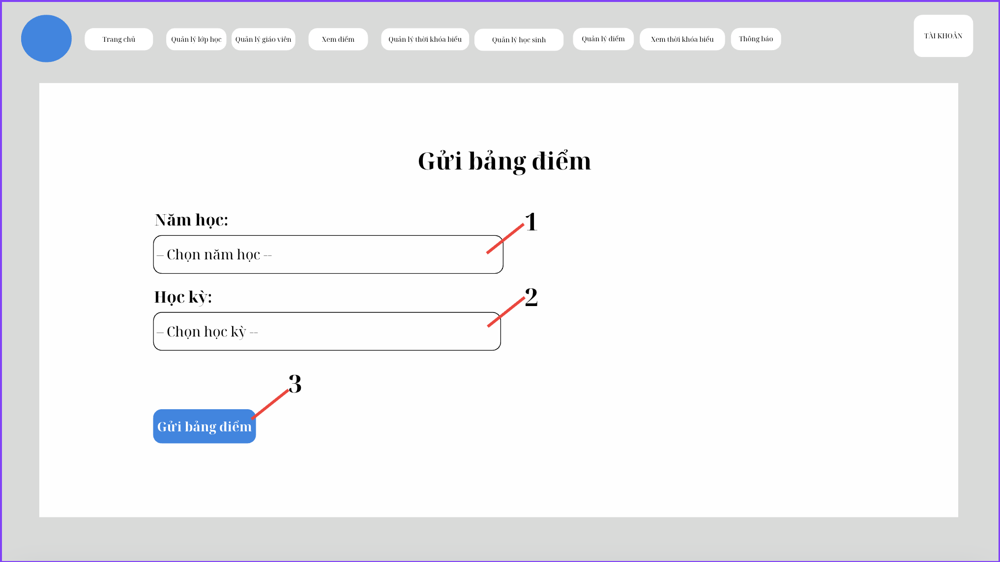 Trang chủ
Quản lý lớp học
Quản lý giáo viên
Xem điểm
Quản lý thời khóa biểu
Quản lý học sinh
Quản lý điểm
Xem thời khóa biểu
Thông báo
TÀI KHOẢN
Gửi bảng điểm
Năm học:
1
– Chọn năm học --
Học kỳ:
2
– Chọn học kỳ --
3
Gửi bảng điểm